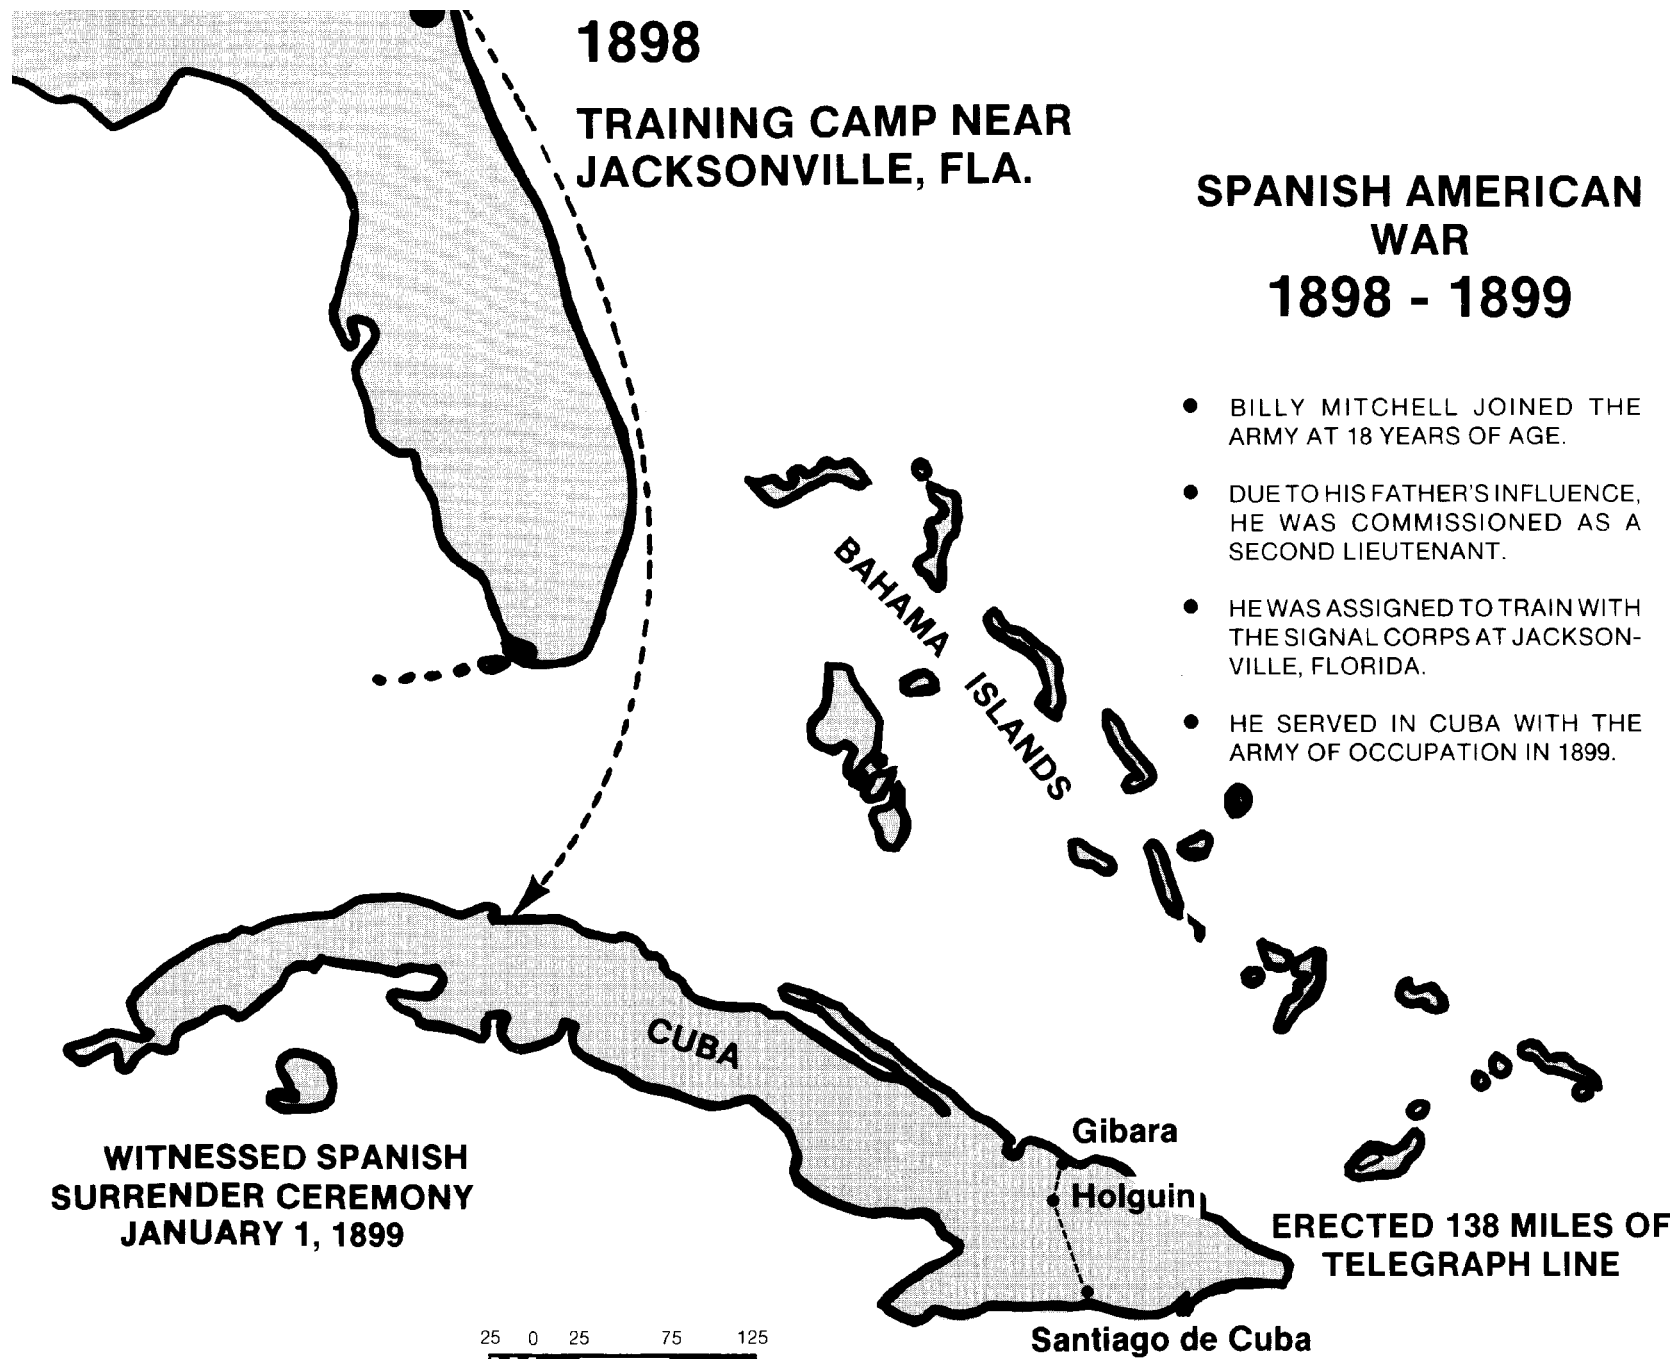 1898
TRAINING CAMP NEAR
JACKSONVILLE, FLA.
SPANISH AMERICAN
WAR
1898 - 1899
• BILLY MITCHELL JOINED THE
ARMY AT 18 YEARS OF AGE.
• DUE TO HIS FATHER'S INFLUENCE,
HE WAS COMMISSIONED AS A
SECOND LIEUTENANT.
• HE WAS ASSIGNED TO TRAIN WITH
THE SIGNAL CORPS AT JACKSON-
VILLE, FLORIDA.
• HE SERVED IN CUBA WITH THE
ARMY OF OCCUPATION IN 1899.
BAHAMA
ISLANDS
CUBA
WITNESSED SPANISH
SURRENDER CEREMONY
JANUARY 1, 1899
Gibara
Holguin
ERECTED 138 MILES OF
TELEGRAPH LINE
Santiago de Cuba
25 0 25 75 125